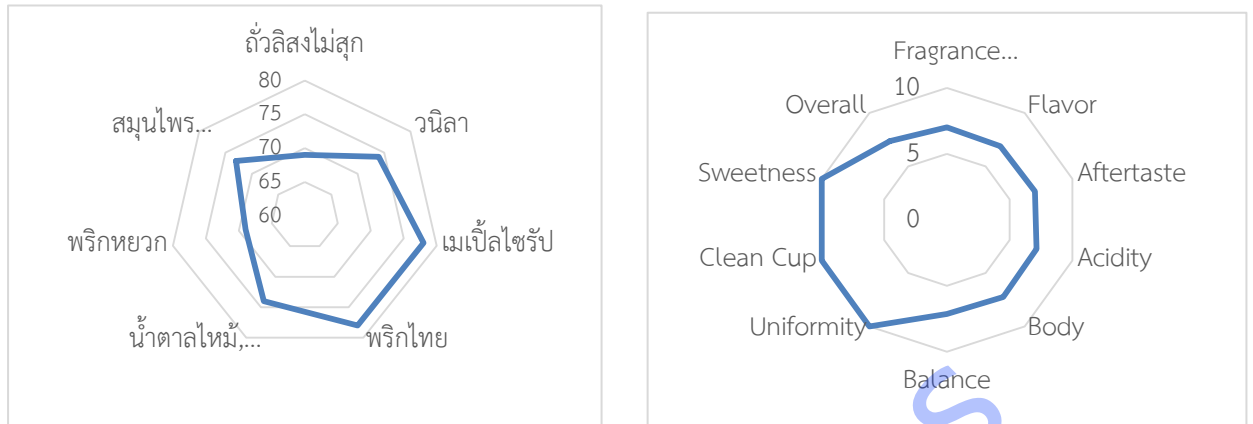 ถั่วลิสงไม่สุก
80
75
70
65
60
วนิลา
เมเปิ้ลไซรัป
พริกไทย
น้ำตาลไหม้,...
พริกหยวก
สมุนไพร...
Fragrance...
10
5
0
Flavor
Aftertaste
Acidity
Body
Balance
Uniformity
Clean Cup
Sweetness
Overall
S